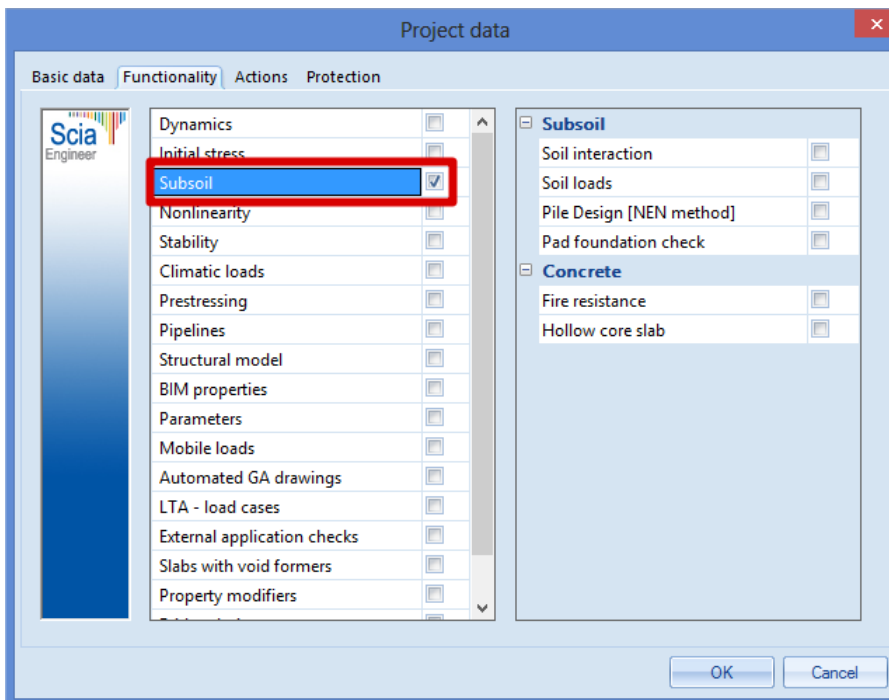 Project data
Basic data Functionality Actions Protection
Scia
Engineer
Dynamics
Initial stress
Subsoil
Nonlinearity
Stability
Climatic loads
Prestressing
Pipelines
Structural model
BIM properties
Parameters
Mobile loads
Automated GA drawings
LTA - load cases
External application checks
Slabs with void formers
Property modifiers
Subsoil
Soil interaction
Soil loads
Pile Design [NEN method]
Pad foundation check
Concrete
Fire resistance
Hollow core slab
OK Cancel